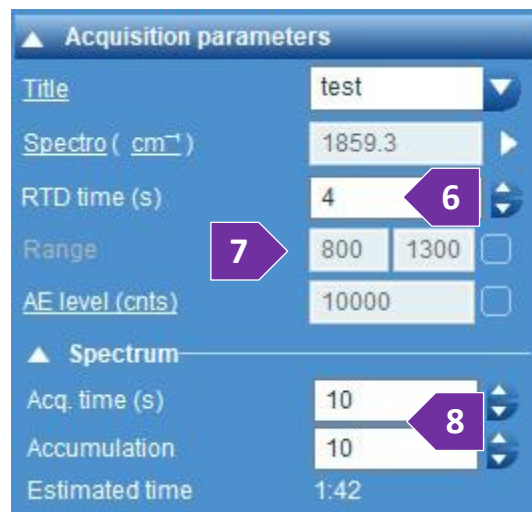 Acquisition parameters
Title test
Spectro ( cm⁻¹ ) 1859.3
RTD time (s) 4 6
Range 7 800 1300
AE level (cnts) 10000
Spectrum
Acq. time (s) 10
8
Accumulation 10
Estimated time 1:42